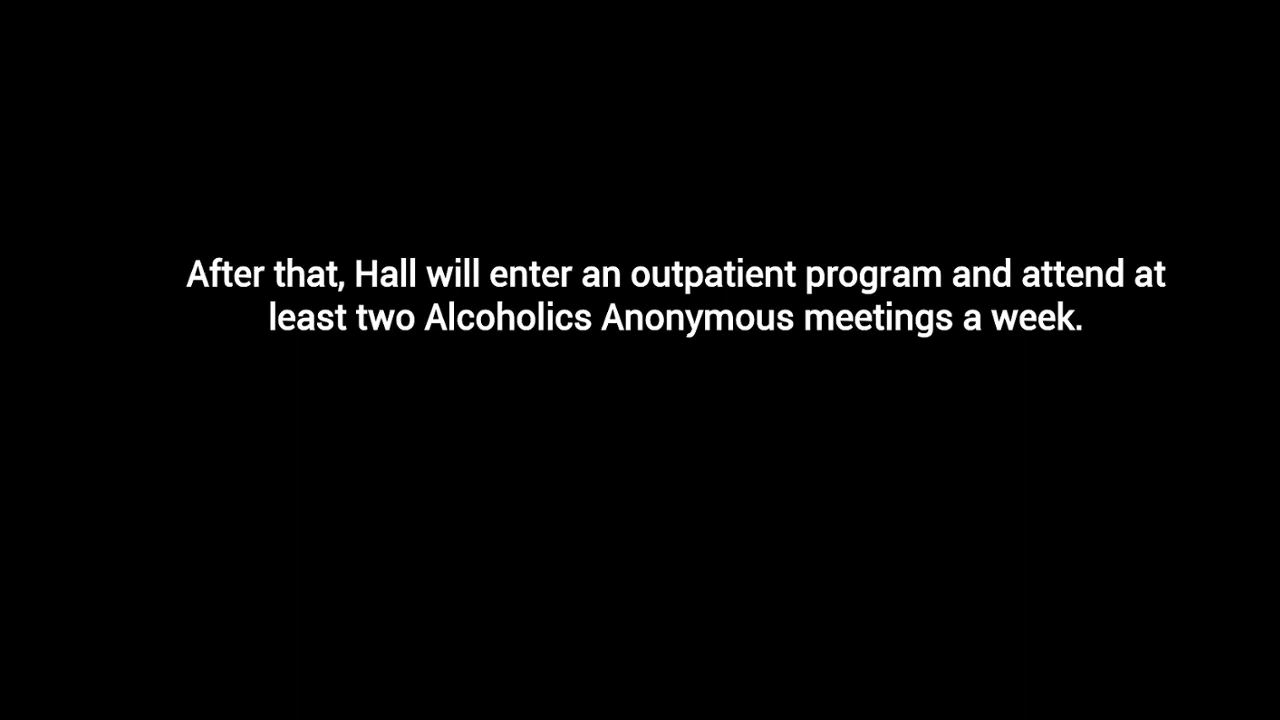 After that, Hall will enter an outpatient program and attend at
least two Alcoholics Anonymous meetings a week.